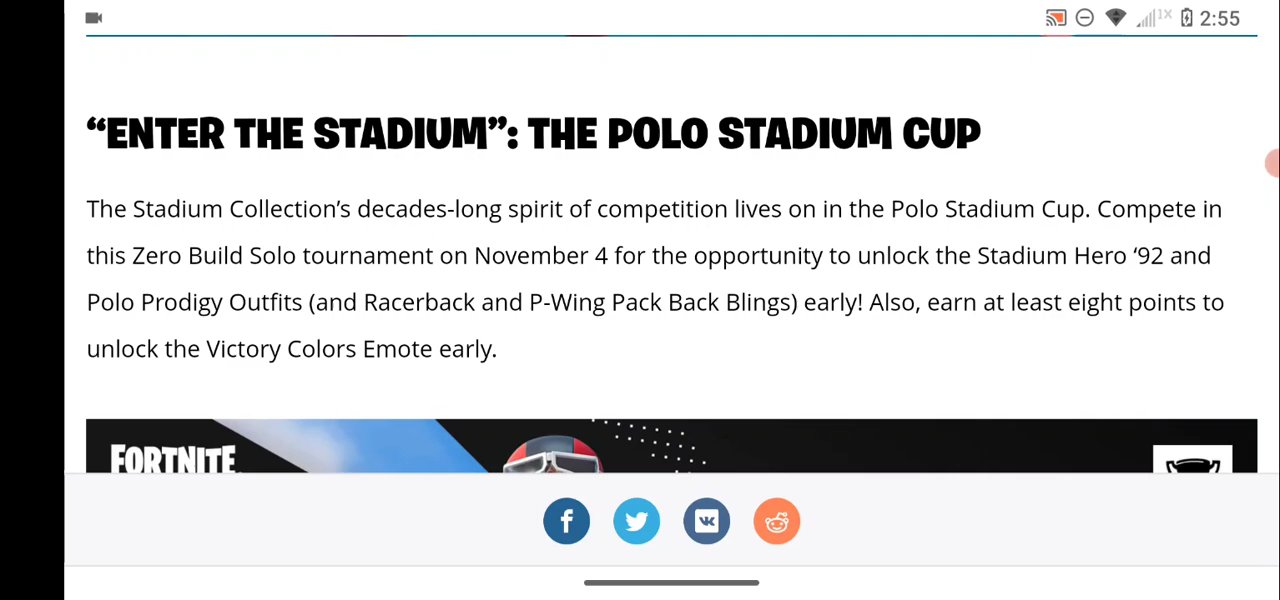 1X 2:55
“ENTER THE STADIUM”: THE POLO STADIUM CUP
The Stadium Collection’s decades-long spirit of competition lives on in the Polo Stadium Cup. Compete in
this Zero Build Solo tournament on November 4 for the opportunity to unlock the Stadium Hero ‘92 and
Polo Prodigy Outfits (and Racerback and P-Wing Pack Back Blings) early! Also, earn at least eight points to
unlock the Victory Colors Emote early.
FORTNITE